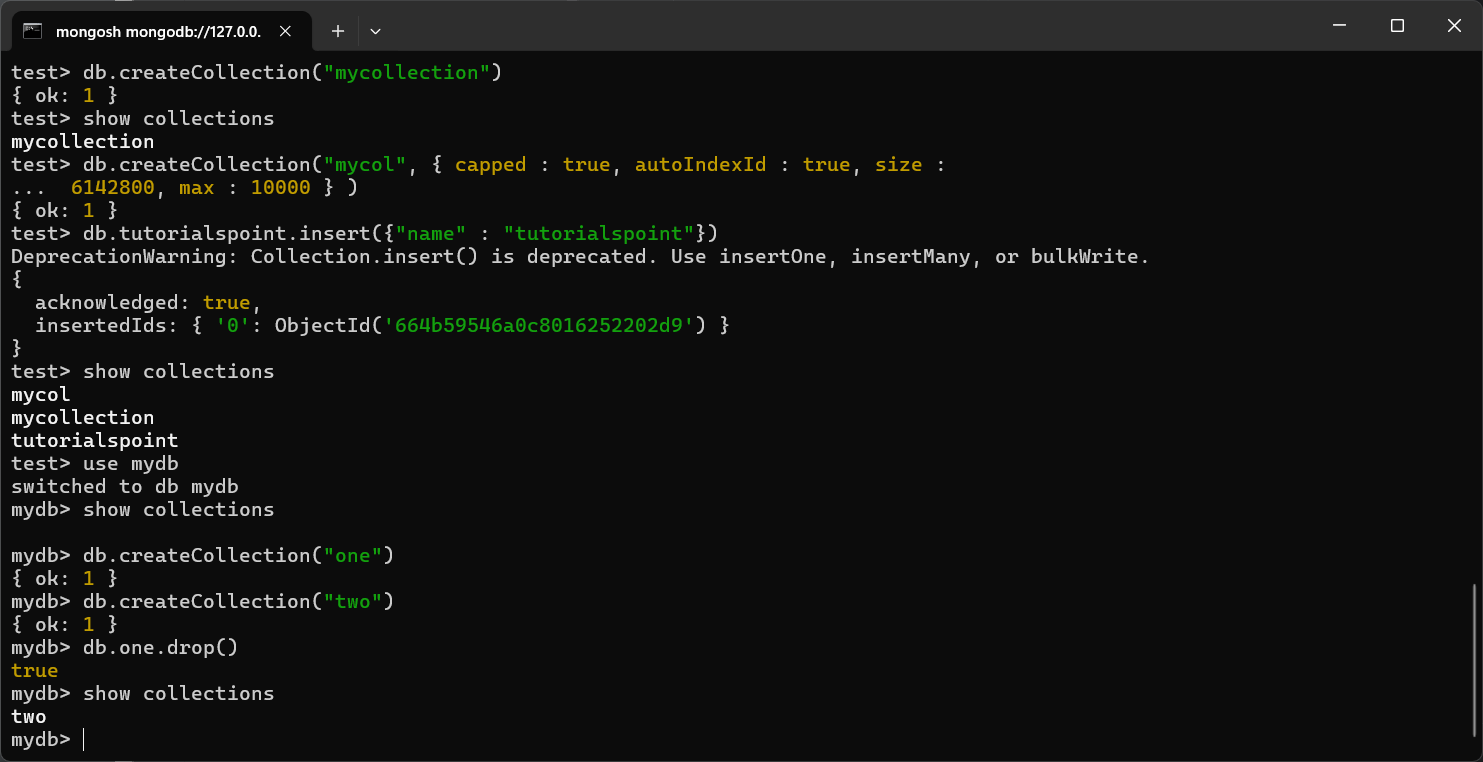 mongosh mongodb://127.0.0.
test> db.createCollection("mycollection")
{ ok: 1 }
test> show collections
mycollection
test> db.createCollection("mycol", { capped : true, autoIndexId : true, size :
...  6142800, max : 10000 } )
{ ok: 1 }
test> db.tutorialspoint.insert({"name" : "tutorialspoint"})
DeprecationWarning: Collection.insert() is deprecated. Use insertOne, insertMany, or bulkWrite.
{
  acknowledged: true,
  insertedIds: { '0': ObjectId('664b59546a0c8016252202d9') }
}
test> show collections
mycol
mycollection
tutorialspoint
test> use mydb
switched to db mydb
mydb> show collections

mydb> db.createCollection("one")
{ ok: 1 }
mydb> db.createCollection("two")
{ ok: 1 }
mydb> db.one.drop()
true
mydb> show collections
two
mydb>